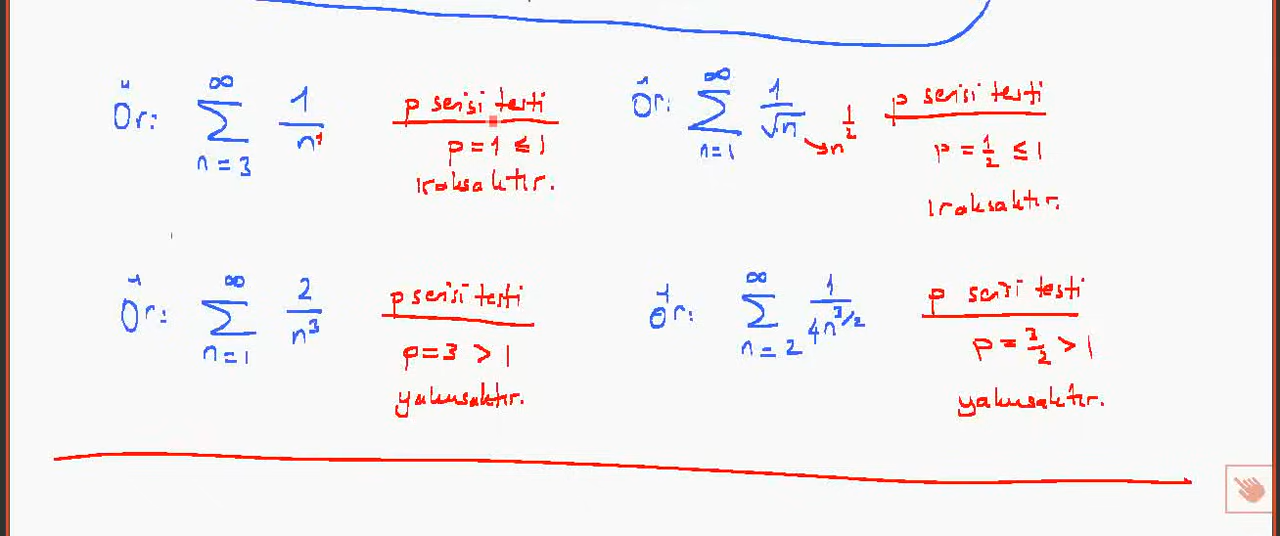 Ör: ∞ ∑ n=3 1/n¹
p serisi testi
p = 1 ≤ 1
ıraksaktır.
Ör: ∞ ∑ n=1 1/√n → n^1/2
p serisi testi
p = 1/2 ≤ 1
ıraksaktır.
Ör: ∞ ∑ n=1 2/n³
p serisi testi
p = 3 > 1
yakınsaktır.
Ör: ∞ ∑ n=2 1/4n^3/2
p serisi testi
p = 3/2 > 1
yakınsaktır.